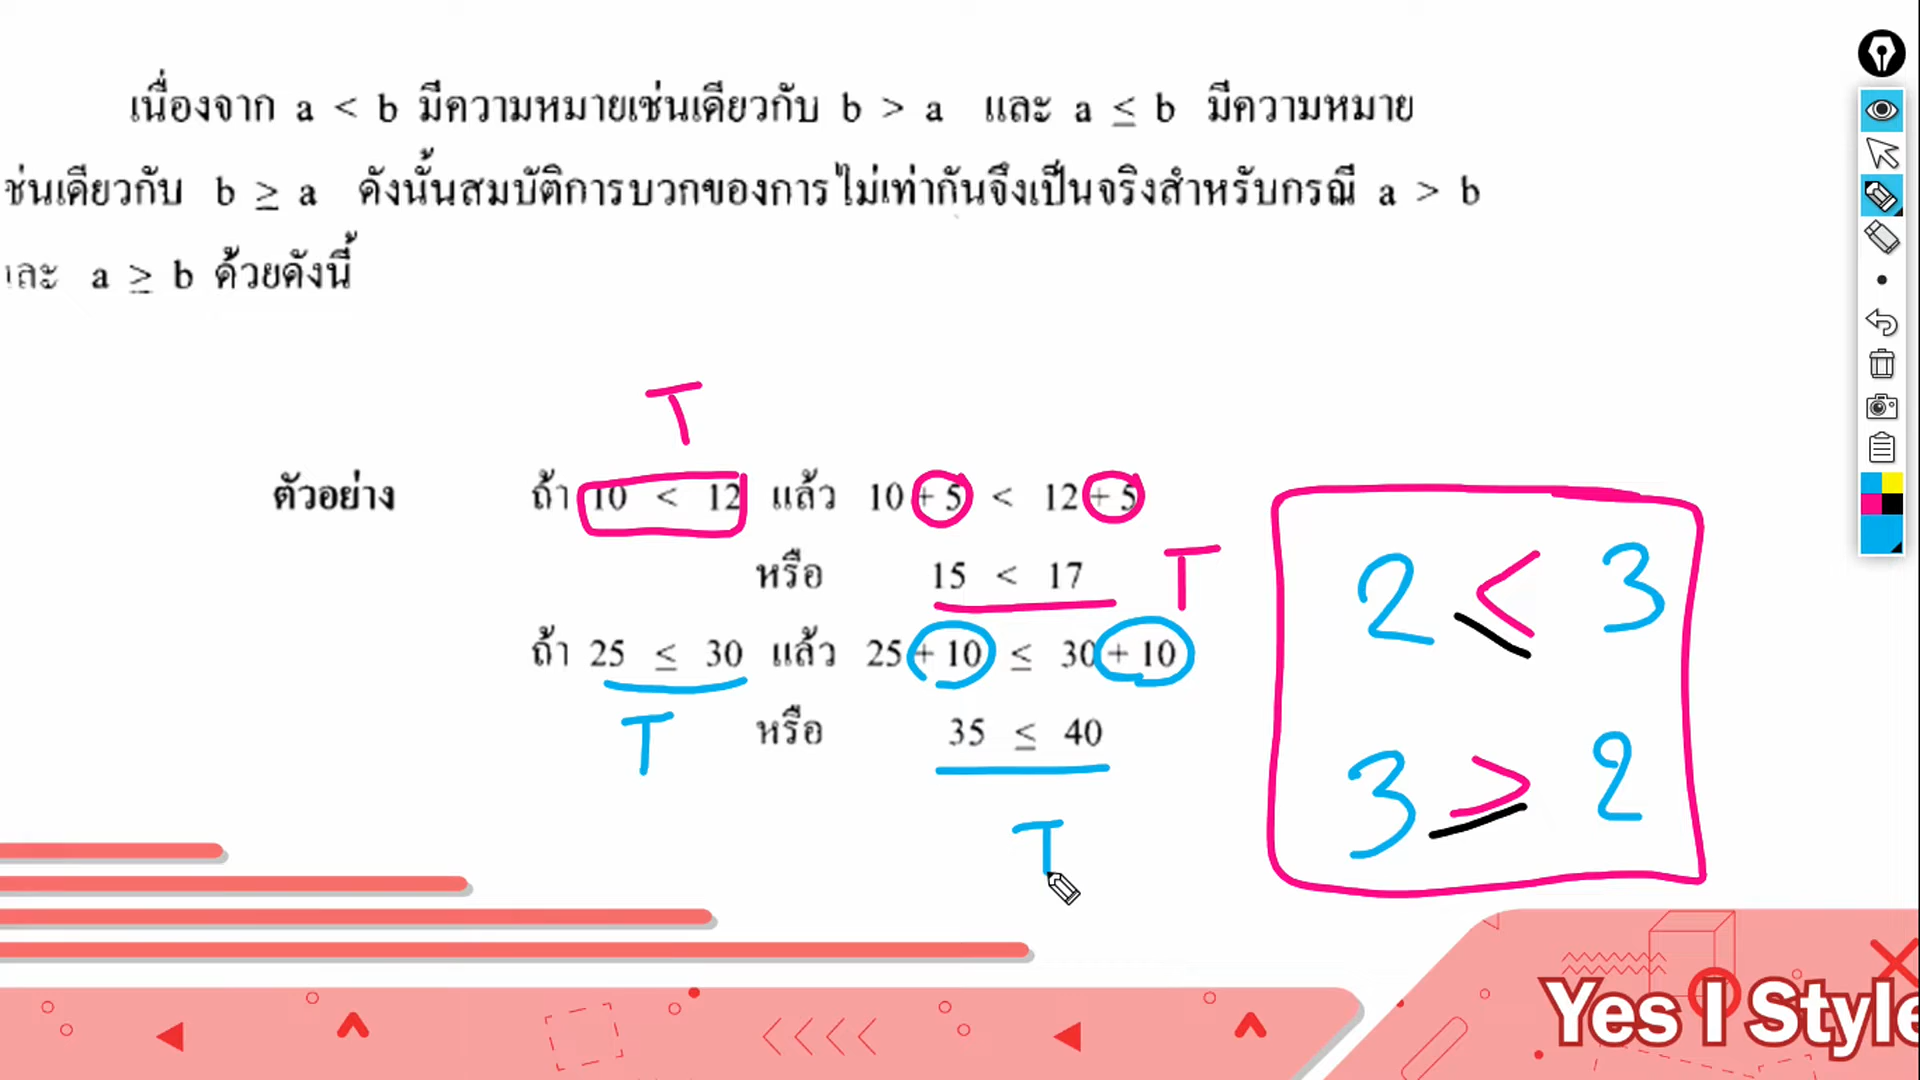 เนื่องจาก a < b มีความหมายเช่นเดียวกับ b > a และ a ≤ b มีความหมาย
ช่นเดียวกับ b ≥ a ดังนั้นสมบัติการบวกของการไม่เท่ากันจึงเป็นจริงสำหรับกรณี a > b
และ a ≥ b ด้วยดังนี้
T
ตัวอย่าง ถ้า 10 < 12 แล้ว 10 + 5 < 12 + 5
หรือ 15 < 17 T
ถ้า 25 ≤ 30 แล้ว 25 + 10 ≤ 30 + 10
T หรือ 35 ≤ 40
T
2 ≤ 3
3 ≥ 2
Yes I Style